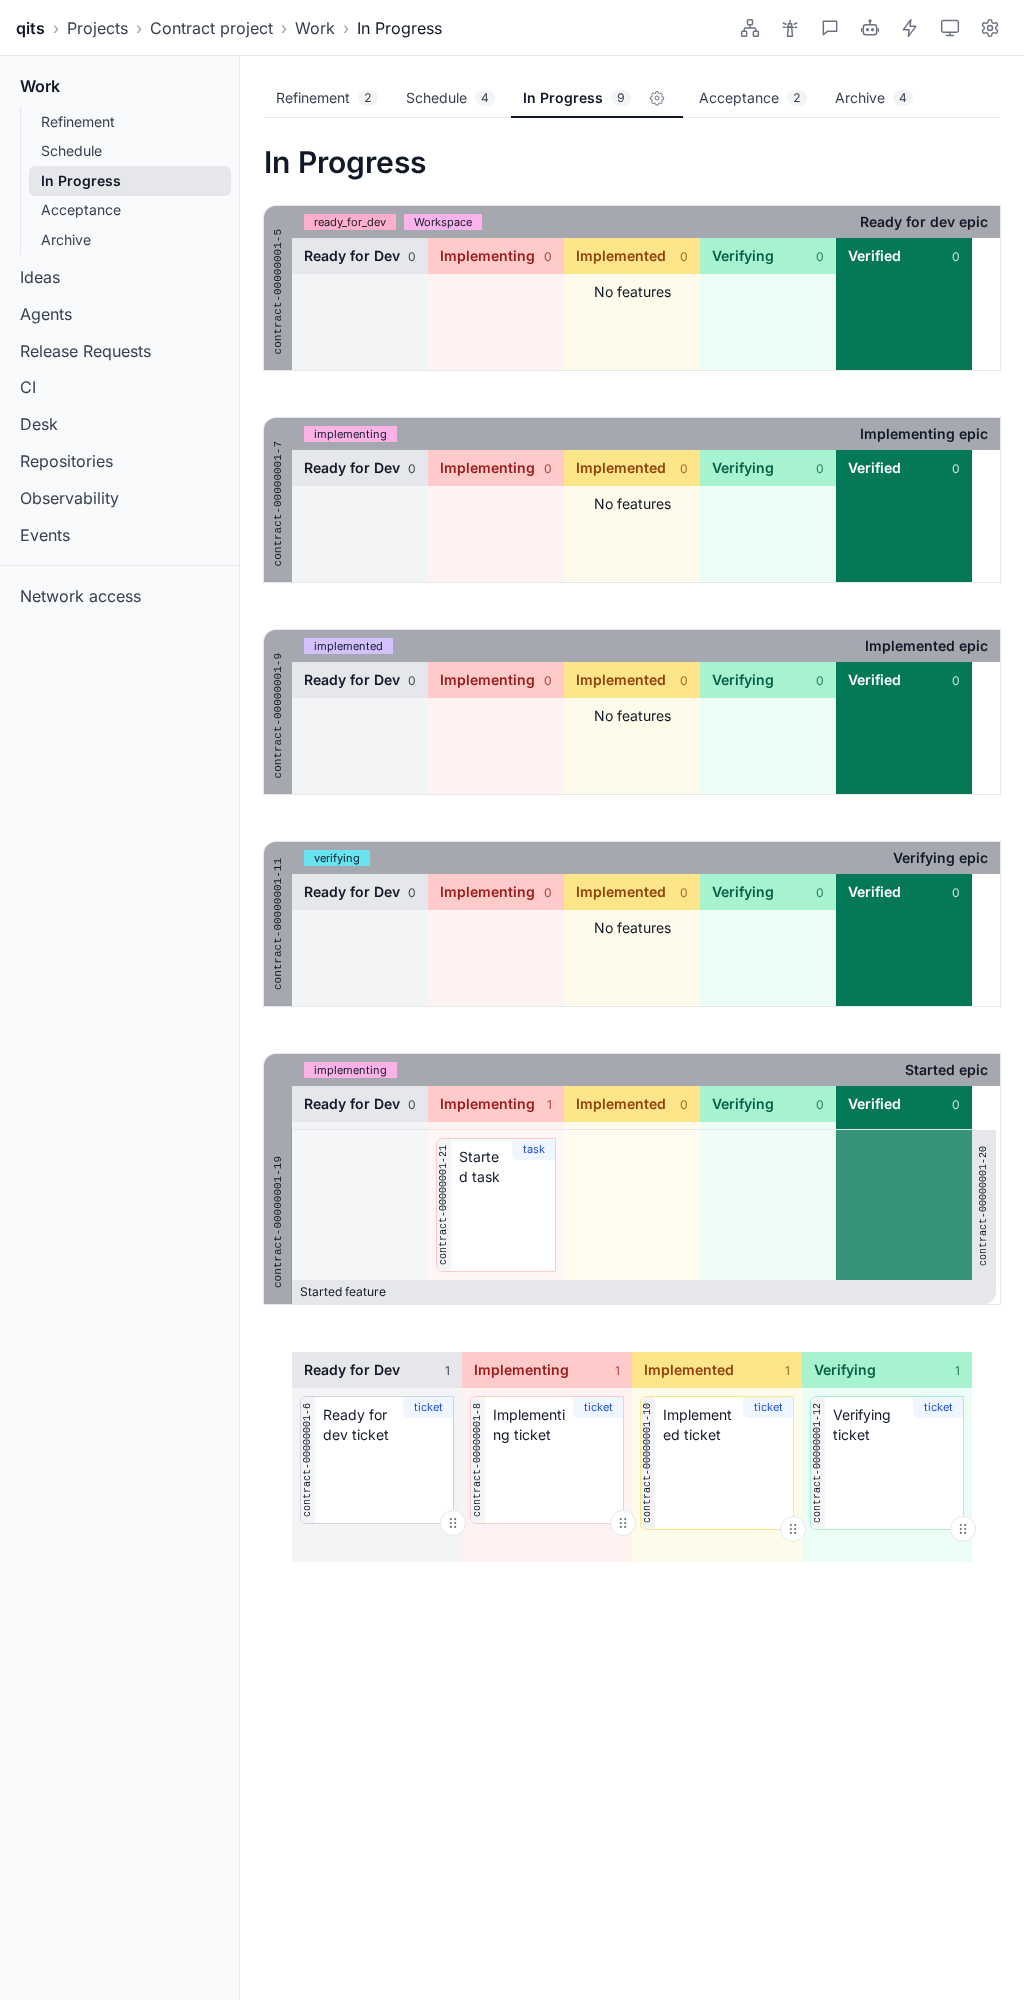 qits › Projects › Contract project › Work › In Progress
Work
Refinement
Schedule
In Progress
Acceptance
Archive
Ideas
Agents
Release Requests
CI
Desk
Repositories
Observability
Events
Network access
Refinement 2 Schedule 4 In Progress 9 Acceptance 2 Archive 4
In Progress
contract-00000001-5
ready_for_dev Workspace Ready for dev epic
Ready for Dev 0 Implementing 0 Implemented 0 Verifying 0 Verified 0
No features
contract-00000001-7
implementing Implementing epic
Ready for Dev 0 Implementing 0 Implemented 0 Verifying 0 Verified 0
No features
contract-00000001-9
implemented Implemented epic
Ready for Dev 0 Implementing 0 Implemented 0 Verifying 0 Verified 0
No features
contract-00000001-11
verifying Verifying epic
Ready for Dev 0 Implementing 0 Implemented 0 Verifying 0 Verified 0
No features
contract-00000001-19
implementing Started epic
Ready for Dev 0 Implementing 1 Implemented 0 Verifying 0 Verified 0
contract-00000001-21
task
Starte
d task
contract-00000001-20
Started feature
Ready for Dev 1 Implementing 1 Implemented 1 Verifying 1
contract-00000001-6
ticket
Ready for
dev ticket
contract-00000001-8
ticket
Implementi
ng ticket
contract-00000001-10
ticket
Implement
ed ticket
contract-00000001-12
ticket
Verifying
ticket